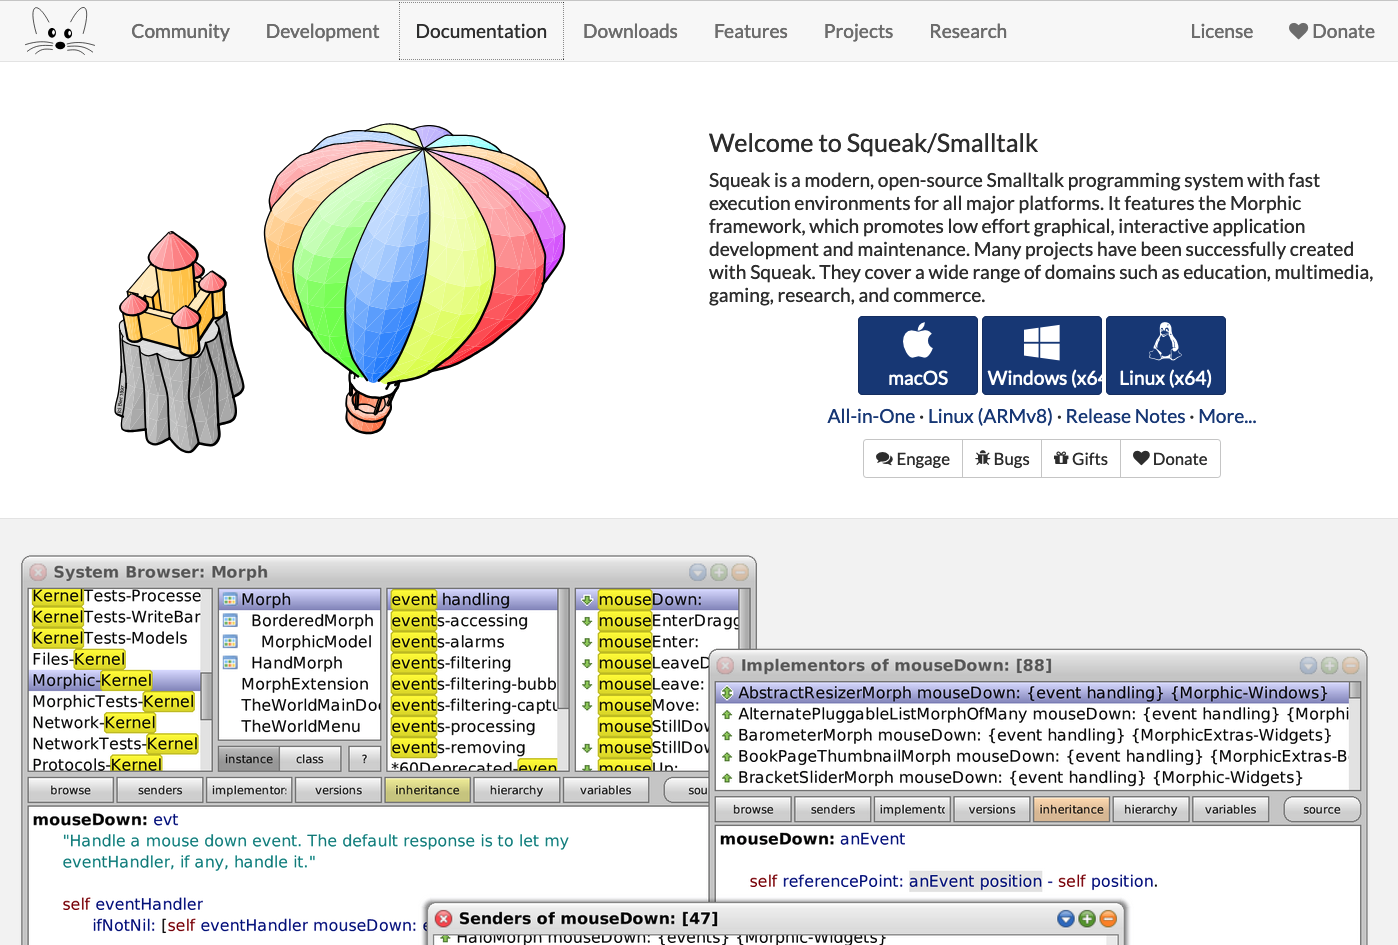 Community Development Documentation Downloads Features Projects Research License Donate
Welcome to Squeak/Smalltalk
Squeak is a modern, open-source Smalltalk programming system with fast
execution environments for all major platforms. It features the Morphic
framework, which promotes low effort graphical, interactive application
development and maintenance. Many projects have been successfully created
with Squeak. They cover a wide range of domains such as education, multimedia,
gaming, research, and commerce.
macOS
Windows (x64
Linux (x64)
All-in-One · Linux (ARMv8) · Release Notes · More...
Engage Bugs Gifts Donate
System Browser: Morph
KernelTests-Processe
KernelTests-WriteBar
KernelTests-Models
Files-Kernel
Morphic-Kernel
MorphicTests-Kernel
Network-Kernel
NetworkTests-Kernel
Protocols-Kernel
Morph
BorderedMorph
MorphicModel
HandMorph
MorphExtension
TheWorldMainDo
TheWorldMenu
instance class ?
event handling
events-accessing
events-alarms
events-filtering
events-filtering-bubb
events-filtering-captu
events-processing
events-removing
*60Deprecated-even
mouseDown:
mouseEnterDragg
mouseEnter:
mouseLeaveD
mouseLeave:
mouseMove:
mouseStillDov
mouseStillDov
mouseUp:
browse senders implementors versions inheritance hierarchy variables sou
mouseDown: evt
"Handle a mouse down event. The default response is to let my
eventHandler, if any, handle it."
self eventHandler
ifNotNil: [self eventHandler mouseDown: e
Implementors of mouseDown: [88]
AbstractResizerMorph mouseDown: {event handling} {Morphic-Windows}
AlternatePluggableListMorphOfMany mouseDown: {event handling} {Morphi
BarometerMorph mouseDown: {event handling} {MorphicExtras-Widgets}
BookPageThumbnailMorph mouseDown: {event handling} {MorphicExtras-B
BracketSliderMorph mouseDown: {event handling} {Morphic-Widgets}
browse senders implemento versions inheritance hierarchy variables source
mouseDown: anEvent
self referencePoint: anEvent position - self position.
Senders of mouseDown: [47]
HaloMorph mouseDown: {events} {Morphic-Widgets}